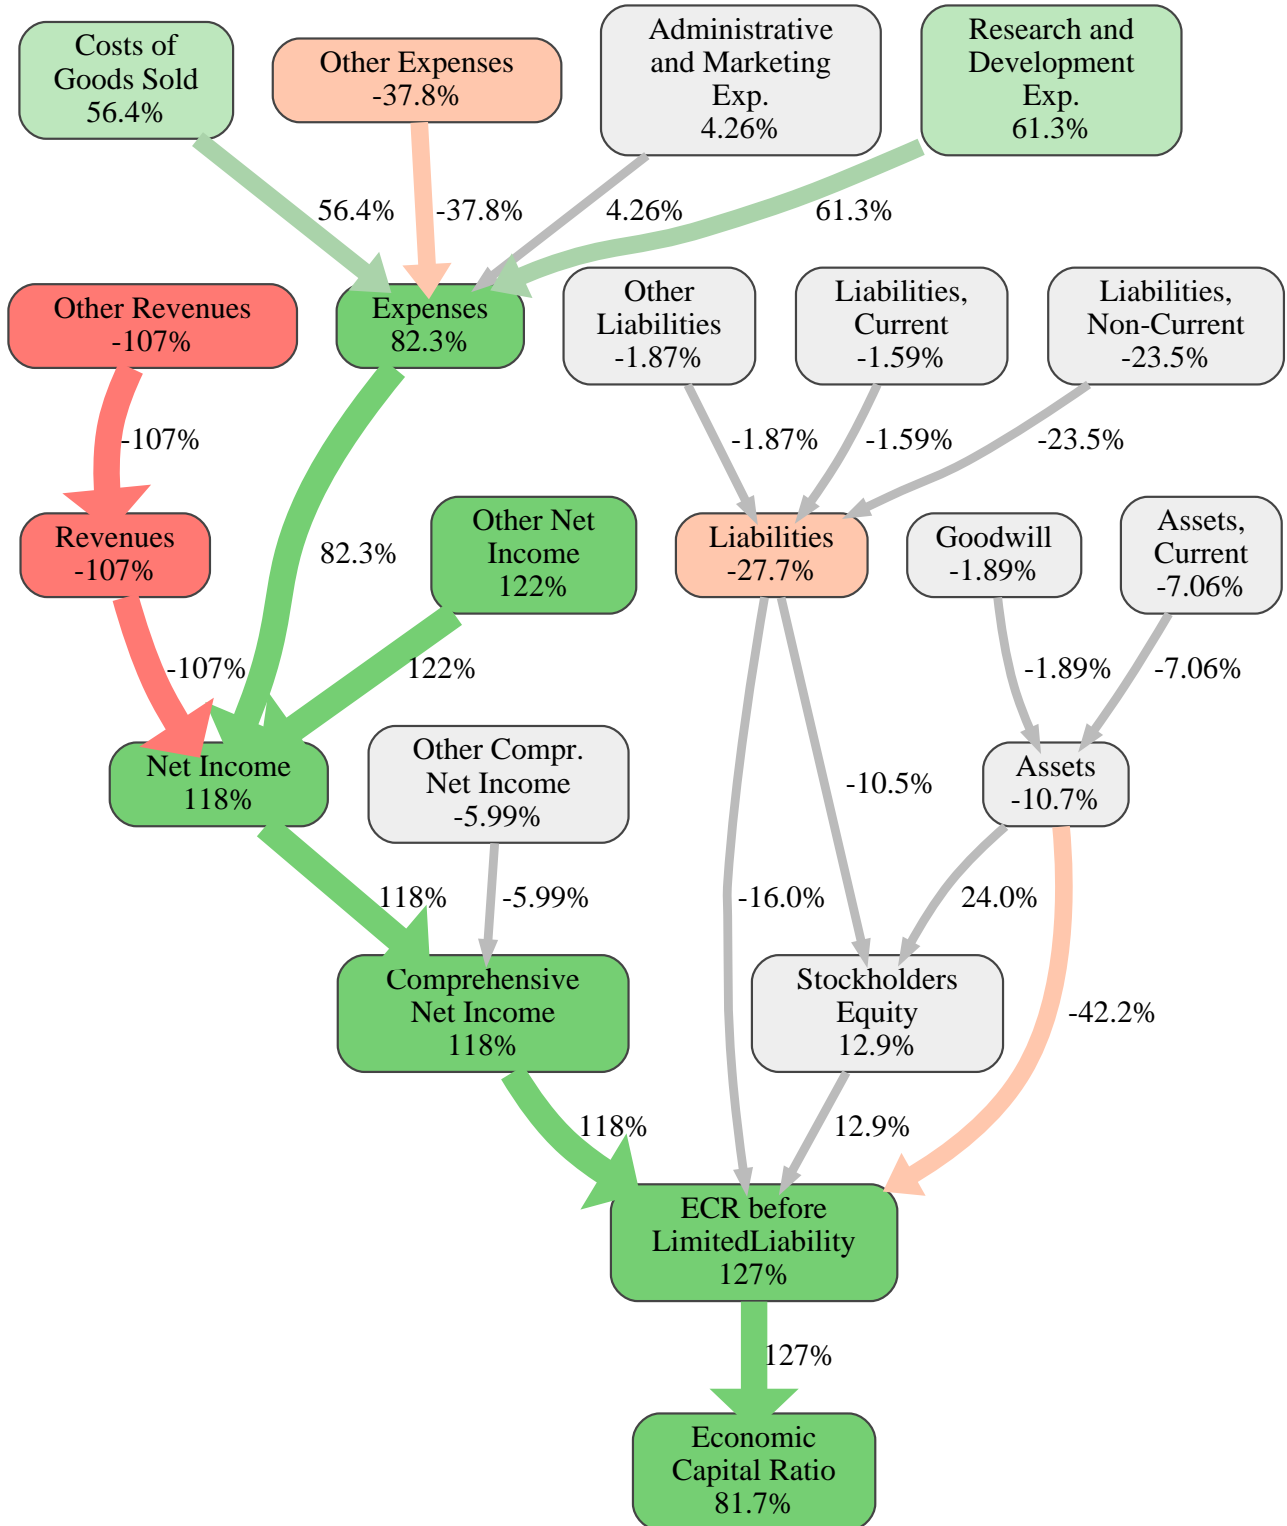 Costs of
Goods Sold
56.4%
Other Expenses
-37.8%
Administrative
and Marketing
Exp.
4.26%
Research and
Development
Exp.
61.3%
56.4%
-37.8%
4.26%
61.3%
Other Revenues
-107%
Expenses
82.3%
Other
Liabilities
-1.87%
Liabilities,
Current
-1.59%
Liabilities,
Non-Current
-23.5%
-107%
-1.87%
-1.59%
-23.5%
Revenues
-107%
82.3%
Other Net
Income
122%
Liabilities
-27.7%
Goodwill
-1.89%
Assets,
Current
-7.06%
-107%
122%
-1.89%
-7.06%
Net Income
118%
Other Compr.
Net Income
-5.99%
-10.5%
Assets
-10.7%
118%
-5.99%
-16.0%
24.0%
Comprehensive
Net Income
118%
Stockholders
Equity
12.9%
-42.2%
118%
12.9%
ECR before
LimitedLiability
127%
127%
Economic
Capital Ratio
81.7%